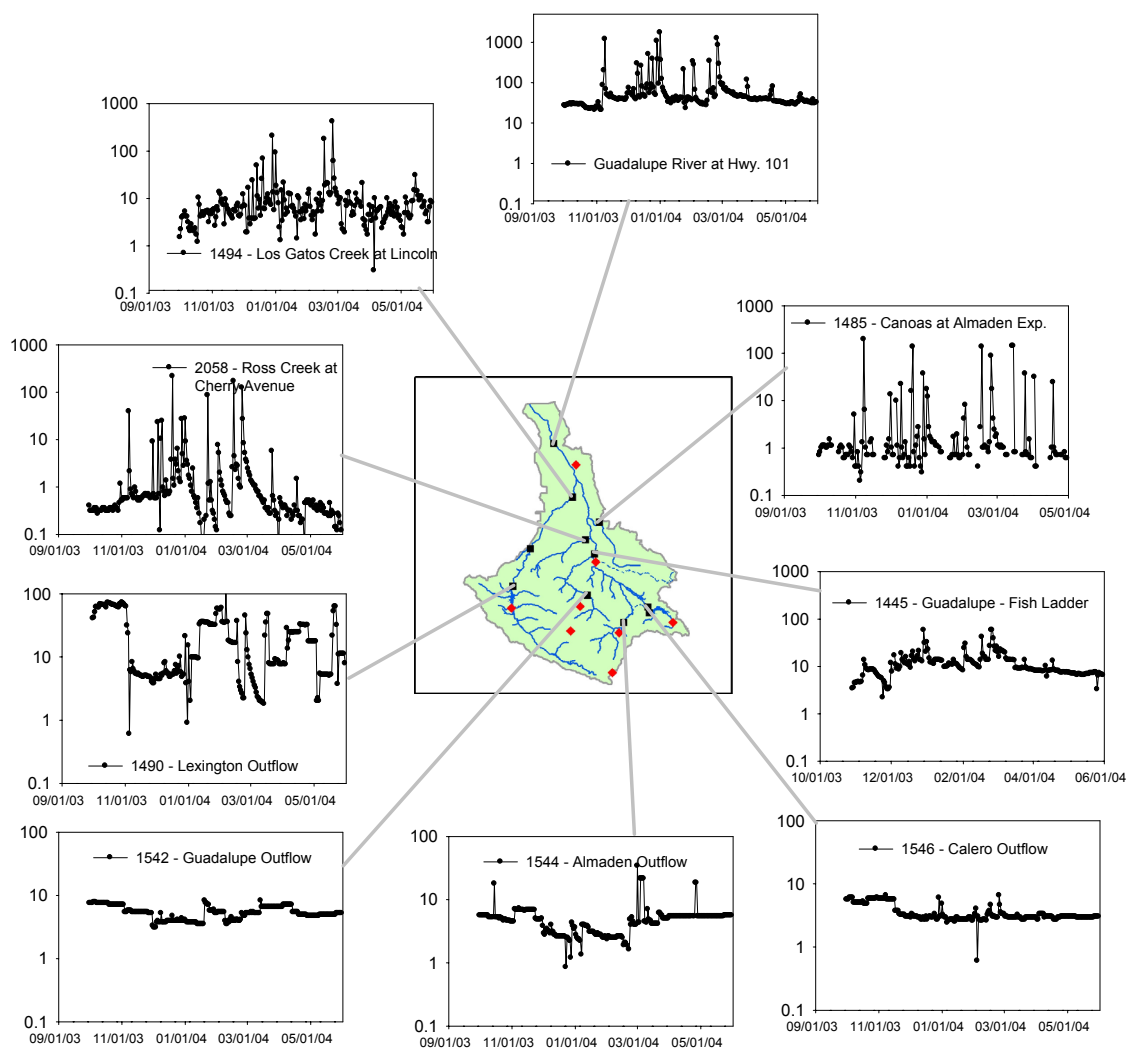 1000
100
10
1
0.1
09/01/03 11/01/03 01/01/04 03/01/04 05/01/04
Guadalupe River at Hwy. 101
1000
100
10
1
0.1
09/01/03 11/01/03 01/01/04 03/01/04 05/01/04
1494 - Los Gatos Creek at Lincoln
1000
100
10
1
0.1
09/01/03 11/01/03 01/01/04 03/01/04 05/01/04
1485 - Canoas at Almaden Exp.
1000
100
10
1
0.1
09/01/03 11/01/03 01/01/04 03/01/04 05/01/04
2058 - Ross Creek at
Cherry Avenue
1000
100
10
1
0.1
10/01/03 12/01/03 02/01/04 04/01/04 06/01/04
1445 - Guadalupe - Fish Ladder
100
10
1
0.1
09/01/03 11/01/03 01/01/04 03/01/04 05/01/04
1490 - Lexington Outflow
100
10
1
0.1
09/01/03 11/01/03 01/01/04 03/01/04 05/01/04
1542 - Guadalupe Outflow
100
10
1
0.1
09/01/03 11/01/03 01/01/04 03/01/04 05/01/04
1544 - Almaden Outflow
100
10
1
0.1
09/01/03 11/01/03 01/01/04 03/01/04 05/01/04
1546 - Calero Outflow